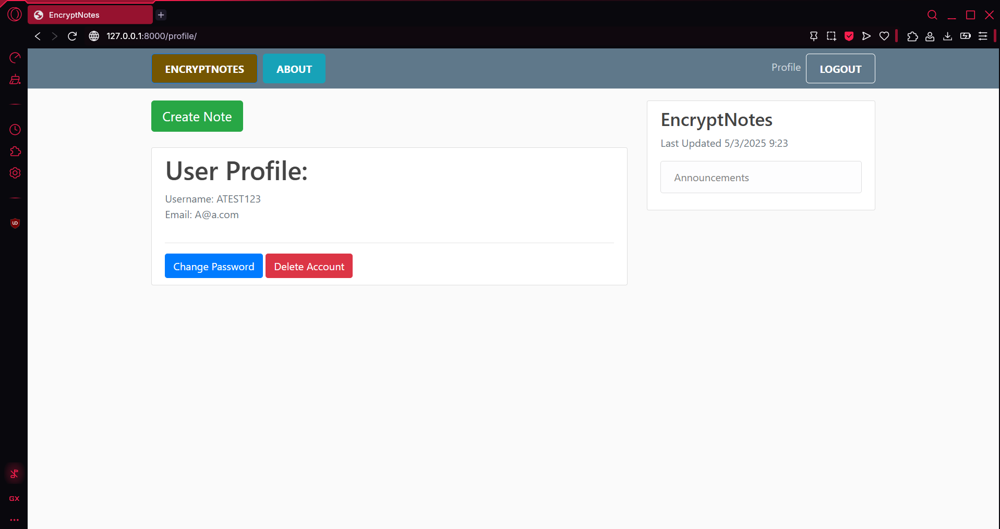 EncryptNotes
127.0.0.1:8000/profile/
ENCRYPTNOTES ABOUT Profile LOGOUT
Create Note
User Profile:
Username: ATEST123
Email: A@a.com
Change Password Delete Account
EncryptNotes
Last Updated 5/3/2025 9:23
Announcements
GX